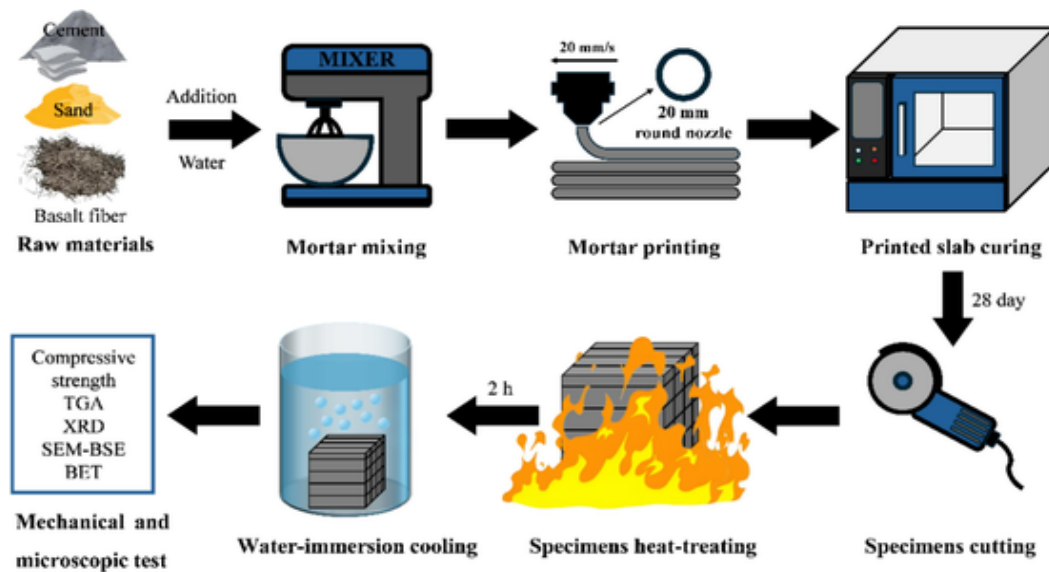 Cement
Sand
Basalt fiber
Raw materials
Addition
Water
MIXER
Mortar mixing
20 mm/s
20 mm
round nozzle
Mortar printing
Printed slab curing
28 day
Specimens cutting
Specimens heat-treating
2 h
Water-immersion cooling
Compressive
strength
TGA
XRD
SEM-BSE
BET
Mechanical and
microscopic test